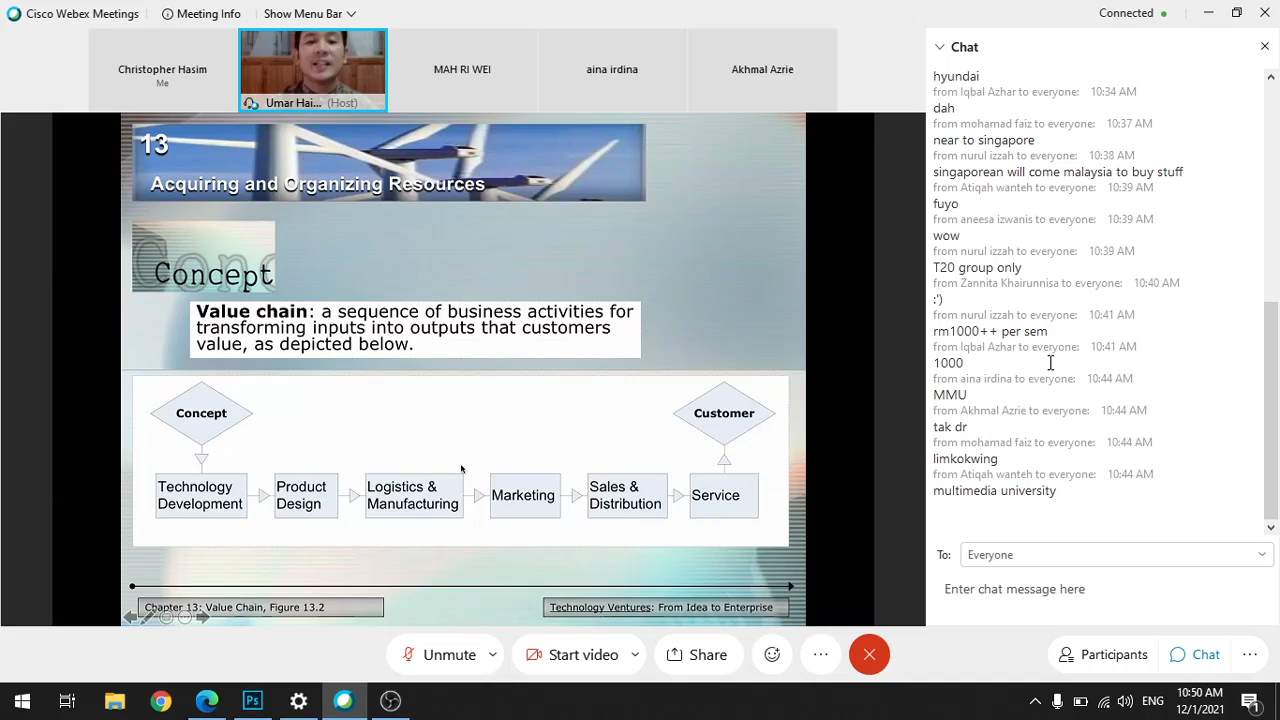 Cisco Webex Meetings
Meeting Info
Show Menu Bar
Connected
Christopher Hasim
Me
Umar Hai... (Host)
MAH RI WEI
aina irdina
Akhmal Azrie
13
Acquiring and Organizing Resources
Concept
Value chain: a sequence of business activities for
transforming inputs into outputs that customers
value, as depicted below.
Concept
Customer
Technology
Development
Product
Design
Logistics &
Manufacturing
Marketing
Sales &
Distribution
Service
Chapter 13: Value Chain, Figure 13.2
Technology Ventures: From Idea to Enterprise
Chat
hyundai
from Iqbal Azhar to everyone: 10:34 AM
dah
from mohamad faiz to everyone: 10:37 AM
near to singapore
from nurul izzah to everyone: 10:38 AM
singaporean will come malaysia to buy stuff
from Atiqah wanteh to everyone: 10:39 AM
fuyo
from aneesa izwanis to everyone: 10:39 AM
wow
from nurul izzah to everyone: 10:39 AM
T20 group only
from Zannita Khairunnisa to everyone: 10:40 AM
:')
from nurul izzah to everyone: 10:41 AM
rm1000++ per sem
from Iqbal Azhar to everyone: 10:41 AM
1000
from aina irdina to everyone: 10:44 AM
MMU
from Akhmal Azrie to everyone: 10:44 AM
tak dr
from mohamad faiz to everyone: 10:44 AM
limkokwing
from Atiqah wanteh to everyone: 10:44 AM
multimedia university
To: Everyone
Enter chat message here
Unmute
Start video
Share
Participants
Chat
Ps
ENG
10:50 AM
12/1/2021
1